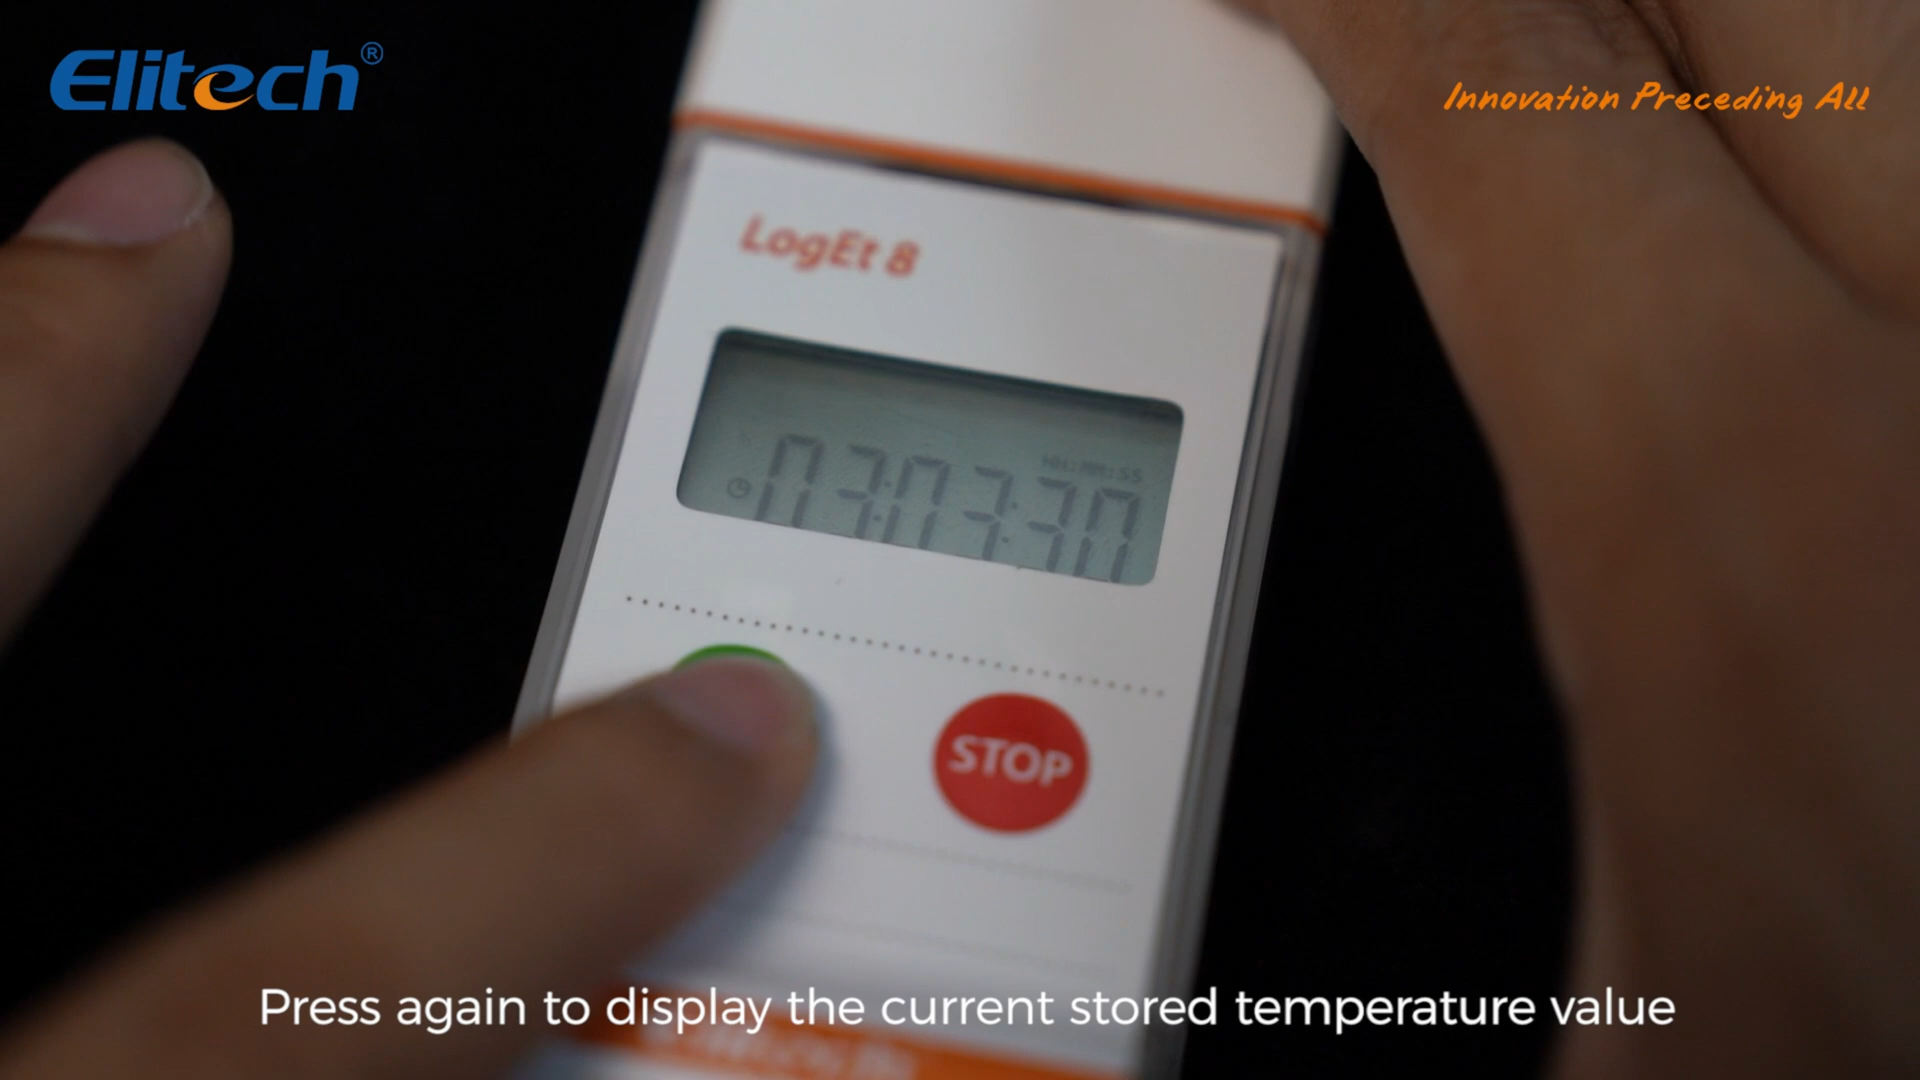 Elitech®
Innovation Preceding All
LogEt 8
HH:MM:SS
03:03:30
STOP
Press again to display the current stored temperature value